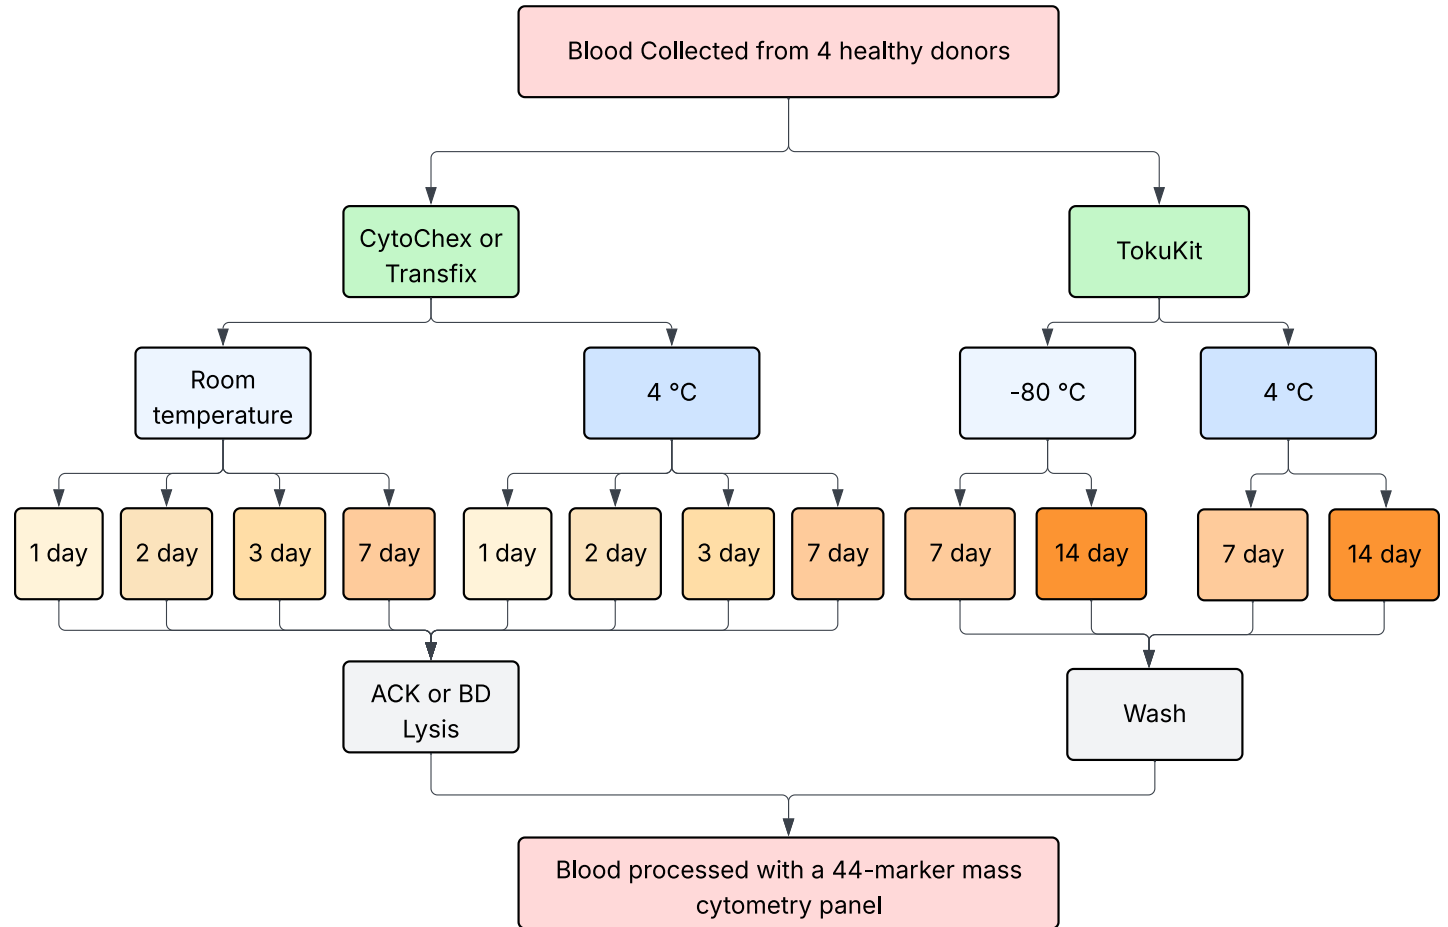 Blood Collected from 4 healthy donors
CytoChex or
Transfix
TokuKit
Room
temperature
4 °C
-80 °C
4 °C
1 day
2 day
3 day
7 day
1 day
2 day
3 day
7 day
7 day
14 day
7 day
14 day
ACK or BD
Lysis
Wash
Blood processed with a 44-marker mass
cytometry panel